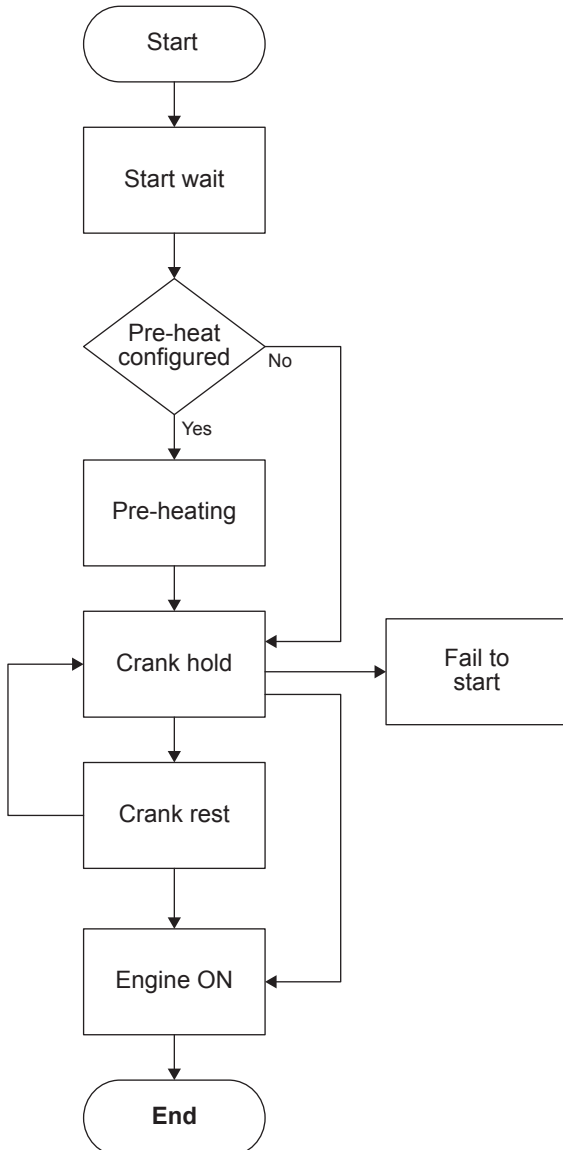 Start
Start wait
Pre-heat
configured
No
Yes
Pre-heating
Crank hold
Fail to
start
Crank rest
Engine ON
End